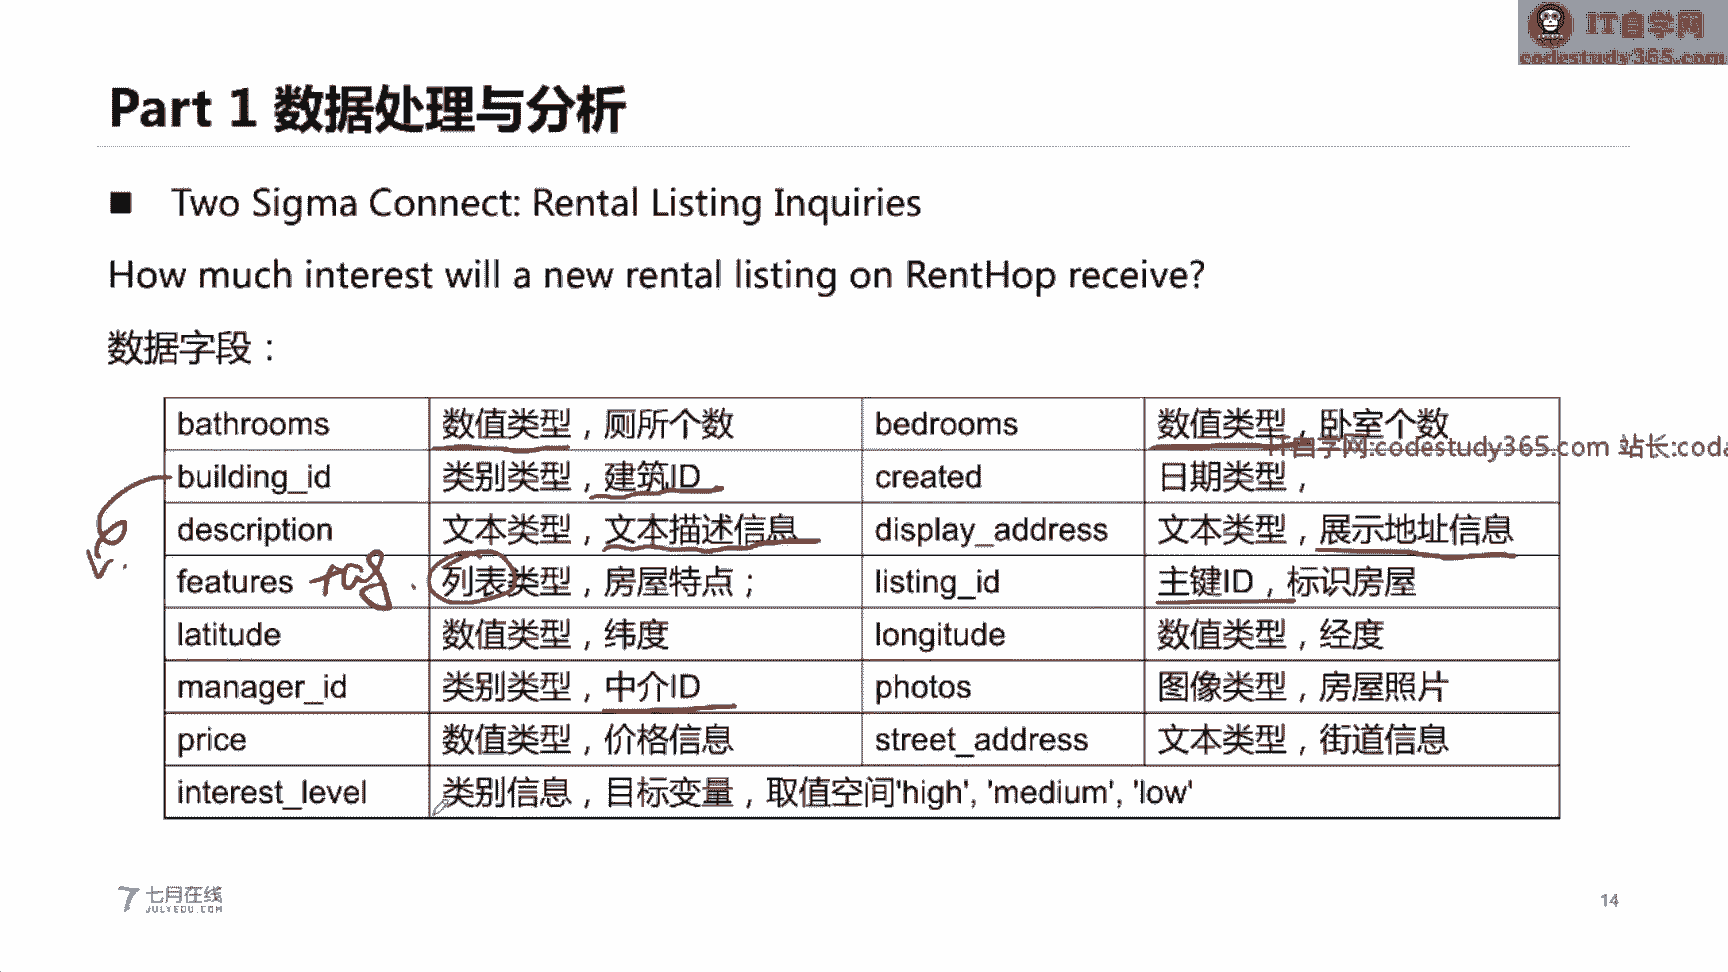 IT自学网
codestudy365.com
Part 1 数据处理与分析
■ Two Sigma Connect: Rental Listing Inquiries
How much interest will a new rental listing on RentHop receive?
数据字段：
bathrooms 数值类型，厕所个数 bedrooms 数值类型，卧室个数
IT自学网:codestudy365.com 站长:coda
building_id 类别类型，建筑ID created 日期类型，
description 文本类型，文本描述信息 display_address 文本类型，展示地址信息
features tag. 列表类型，房屋特点； listing_id 主键ID，标识房屋
latitude 数值类型，纬度 longitude 数值类型，经度
manager_id 类别类型，中介ID photos 图像类型，房屋照片
price 数值类型，价格信息 street_address 文本类型，街道信息
interest_level 类别信息，目标变量，取值空间'high', 'medium', 'low'
七月在线
JULYEDU.COM
14